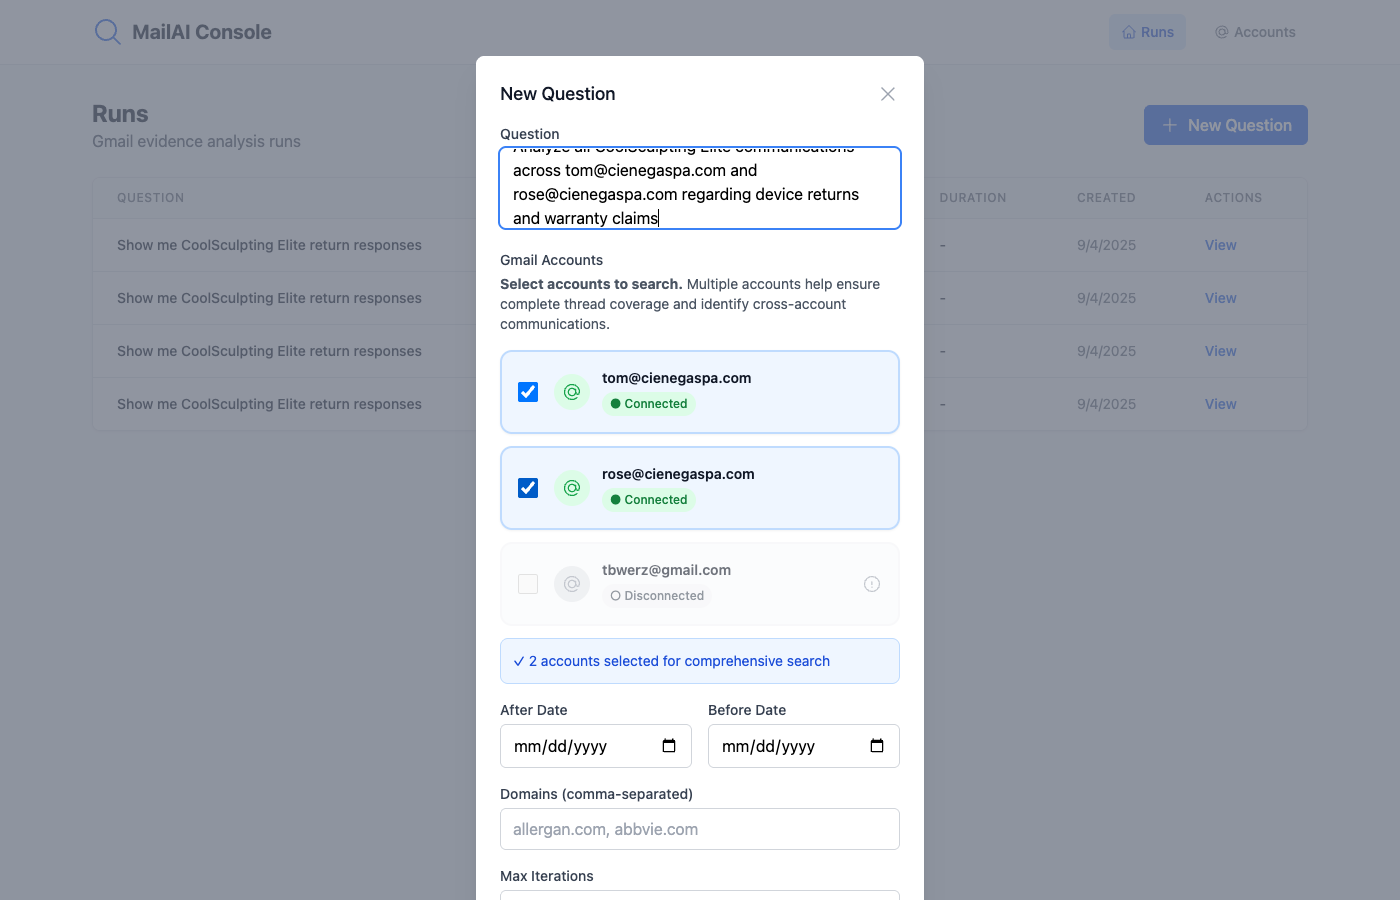 MailAI Console
Runs
Accounts
Runs
Gmail evidence analysis runs
New Question
QUESTION
DURATION
CREATED
ACTIONS
Show me CoolSculpting Elite return responses
-
9/4/2025
View
Show me CoolSculpting Elite return responses
-
9/4/2025
View
Show me CoolSculpting Elite return responses
-
9/4/2025
View
Show me CoolSculpting Elite return responses
-
9/4/2025
View
New Question
Question
Analyze all CoolSculpting Elite communications
across tom@cienegaspa.com and
rose@cienegaspa.com regarding device returns
and warranty claims
Gmail Accounts
Select accounts to search. Multiple accounts help ensure
complete thread coverage and identify cross-account
communications.
tom@cienegaspa.com
Connected
rose@cienegaspa.com
Connected
tbwerz@gmail.com
Disconnected
✓ 2 accounts selected for comprehensive search
After Date
Before Date
mm/dd/yyyy
mm/dd/yyyy
Domains (comma-separated)
allergan.com, abbvie.com
Max Iterations